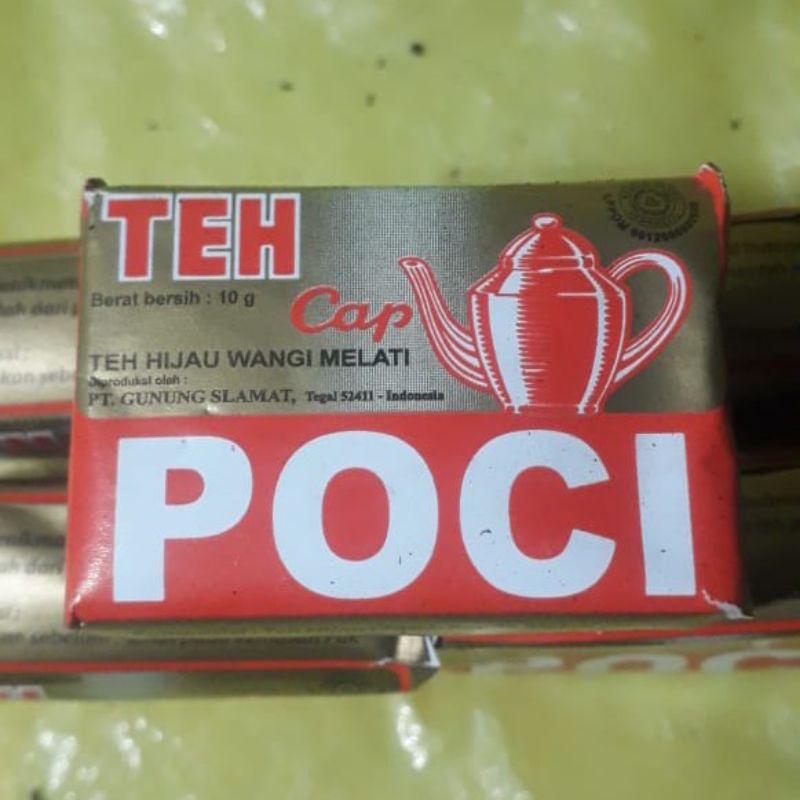 TEH
Berat bersih : 10 g
Cap
TEH HIJAU WANGI MELATI
Diproduksi oleh :
PT. GUNUNG SLAMAT, Tegal 52411 - Indonesia
POCI